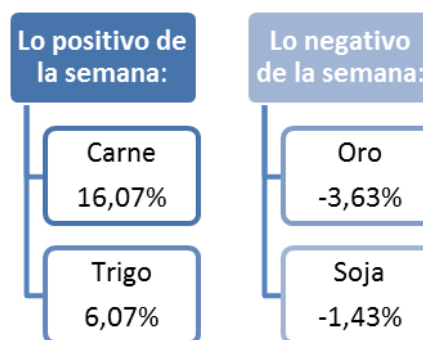 Lo positivo de
la semana:
Carne
16,07%
Trigo
6,07%
Lo negativo
de la semana:
Oro
-3,63%
Soja
-1,43%